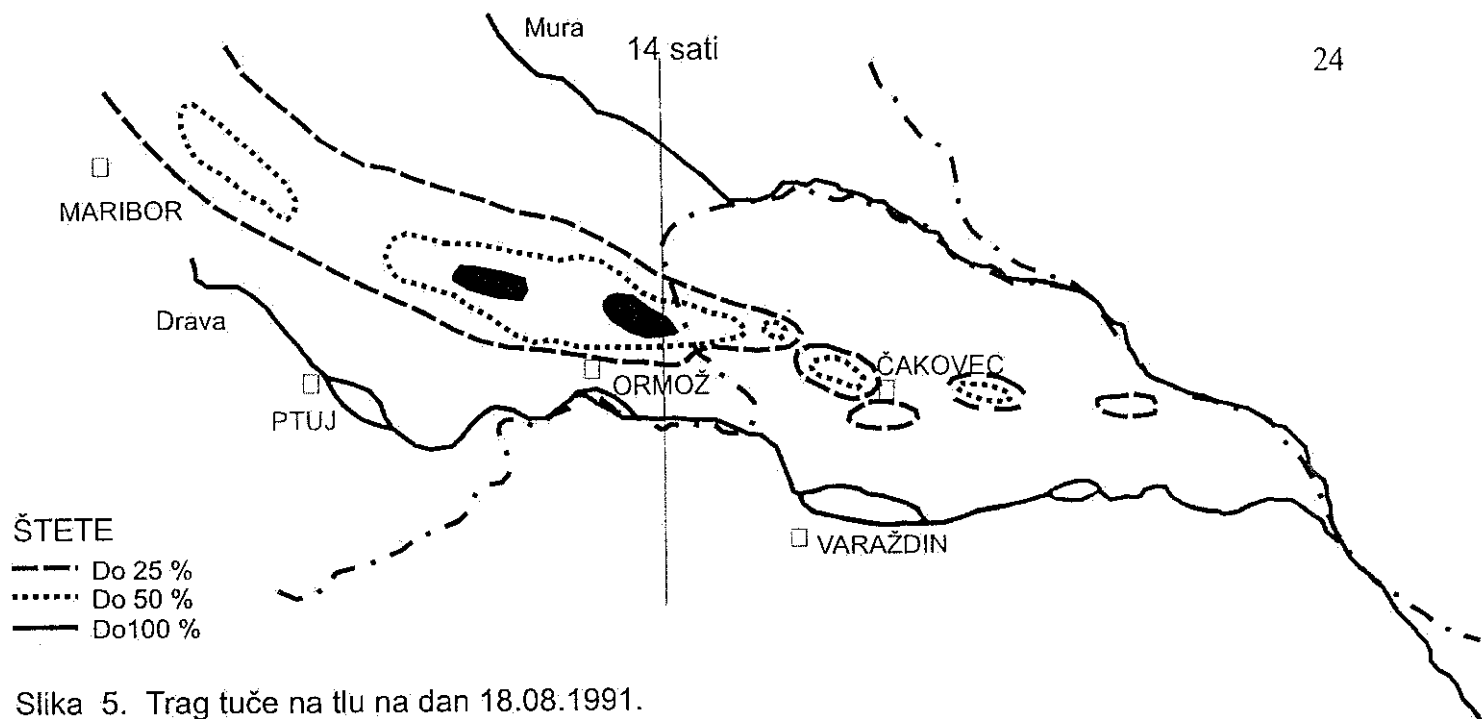 Mura
14 sati
24
MARIBOR
Drava
ČAKOVEC
ORMOŽ
PTUJ
VARAŽDIN
ŠTETE
Do 25 %
Do 50 %
Do100 %
Slika 5. Trag tuče na tlu na dan 18.08.1991.